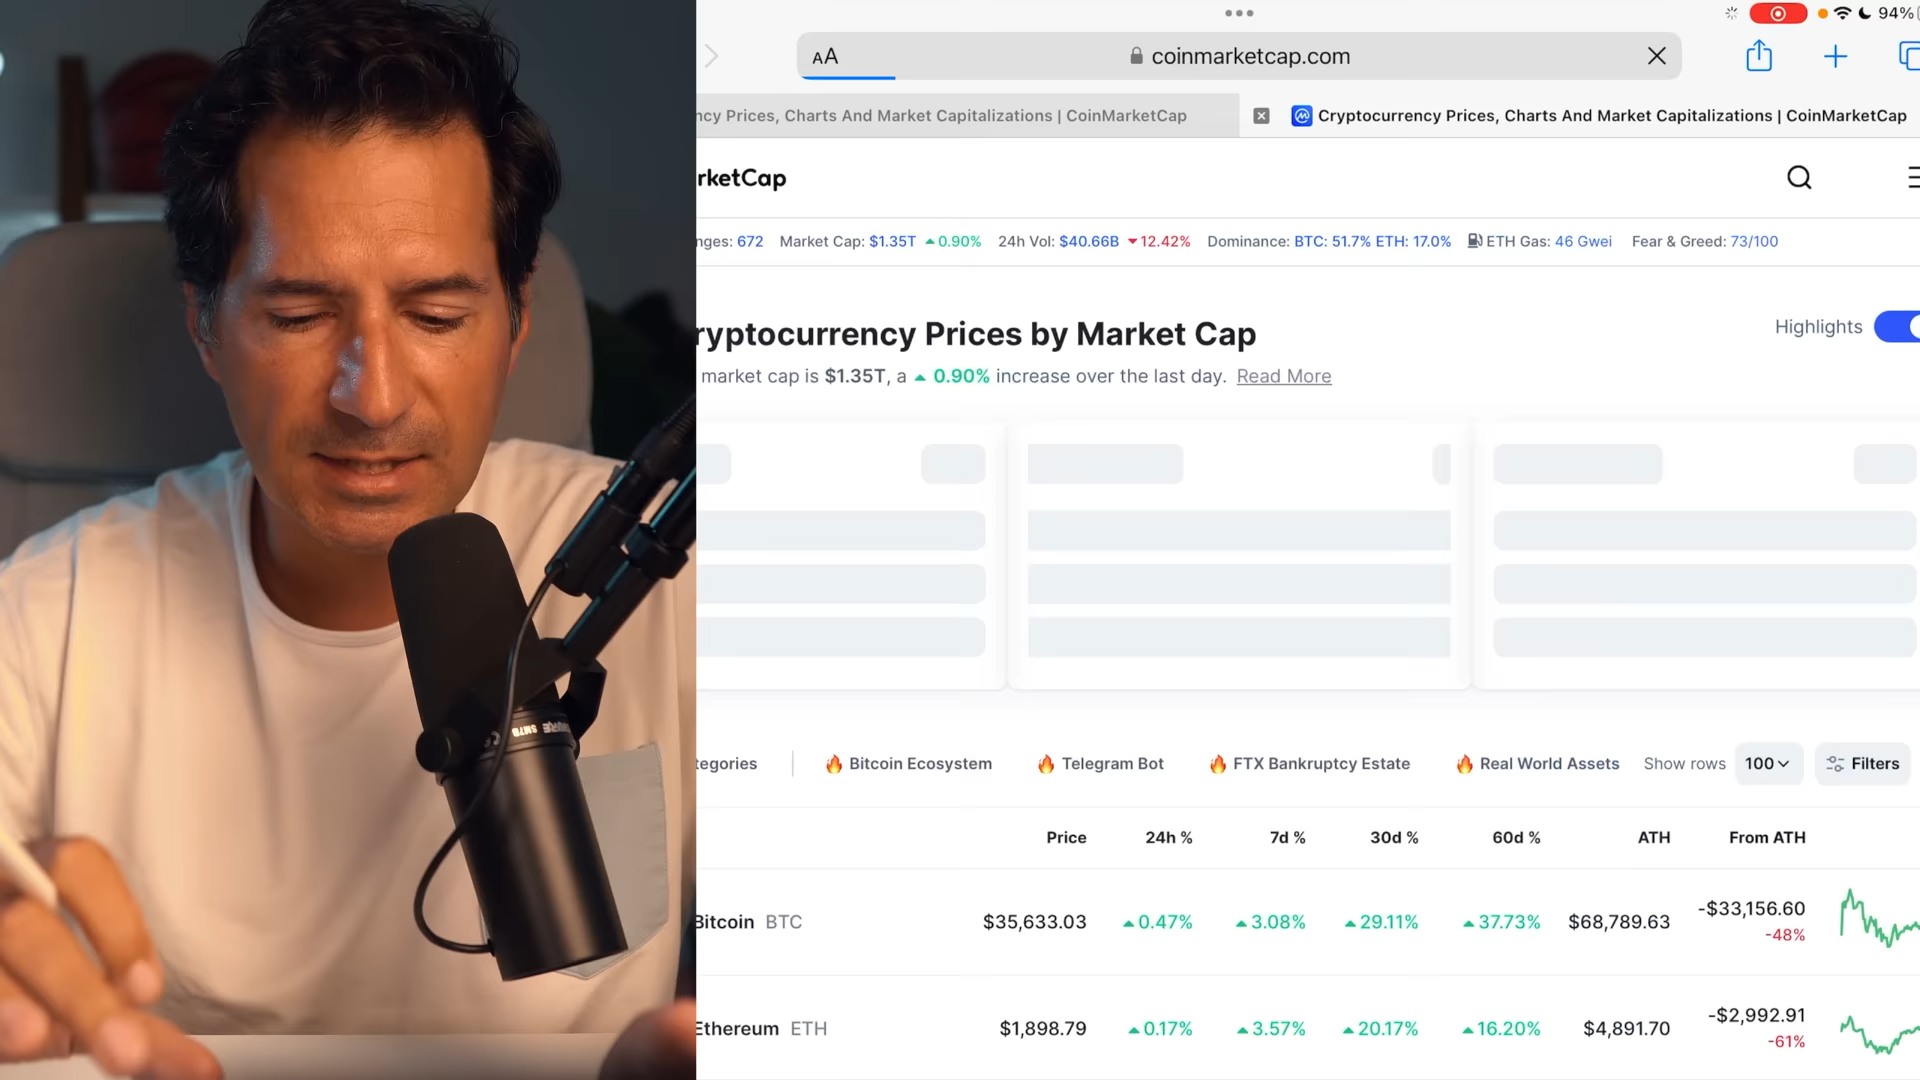 94%
AA coinmarketcap.com
ncy Prices, Charts And Market Capitalizations | CoinMarketCap
Cryptocurrency Prices, Charts And Market Capitalizations | CoinMarketCap
rketCap
nges: 672 Market Cap: $1.35T 0.90% 24h Vol: $40.66B 12.42% Dominance: BTC: 51.7% ETH: 17.0% ETH Gas: 46 Gwei Fear & Greed: 73/100
ryptocurrency Prices by Market Cap
Highlights
market cap is $1.35T, a 0.90% increase over the last day. Read More
tegories Bitcoin Ecosystem Telegram Bot FTX Bankruptcy Estate Real World Assets Show rows 100 Filters
Price 24h % 7d % 30d % 60d % ATH From ATH
Bitcoin BTC $35,633.03 0.47% 3.08% 29.11% 37.73% $68,789.63 -$33,156.60
-48%
Ethereum ETH $1,898.79 0.17% 3.57% 20.17% 16.20% $4,891.70 -$2,992.91
-61%
SHURE SM7B